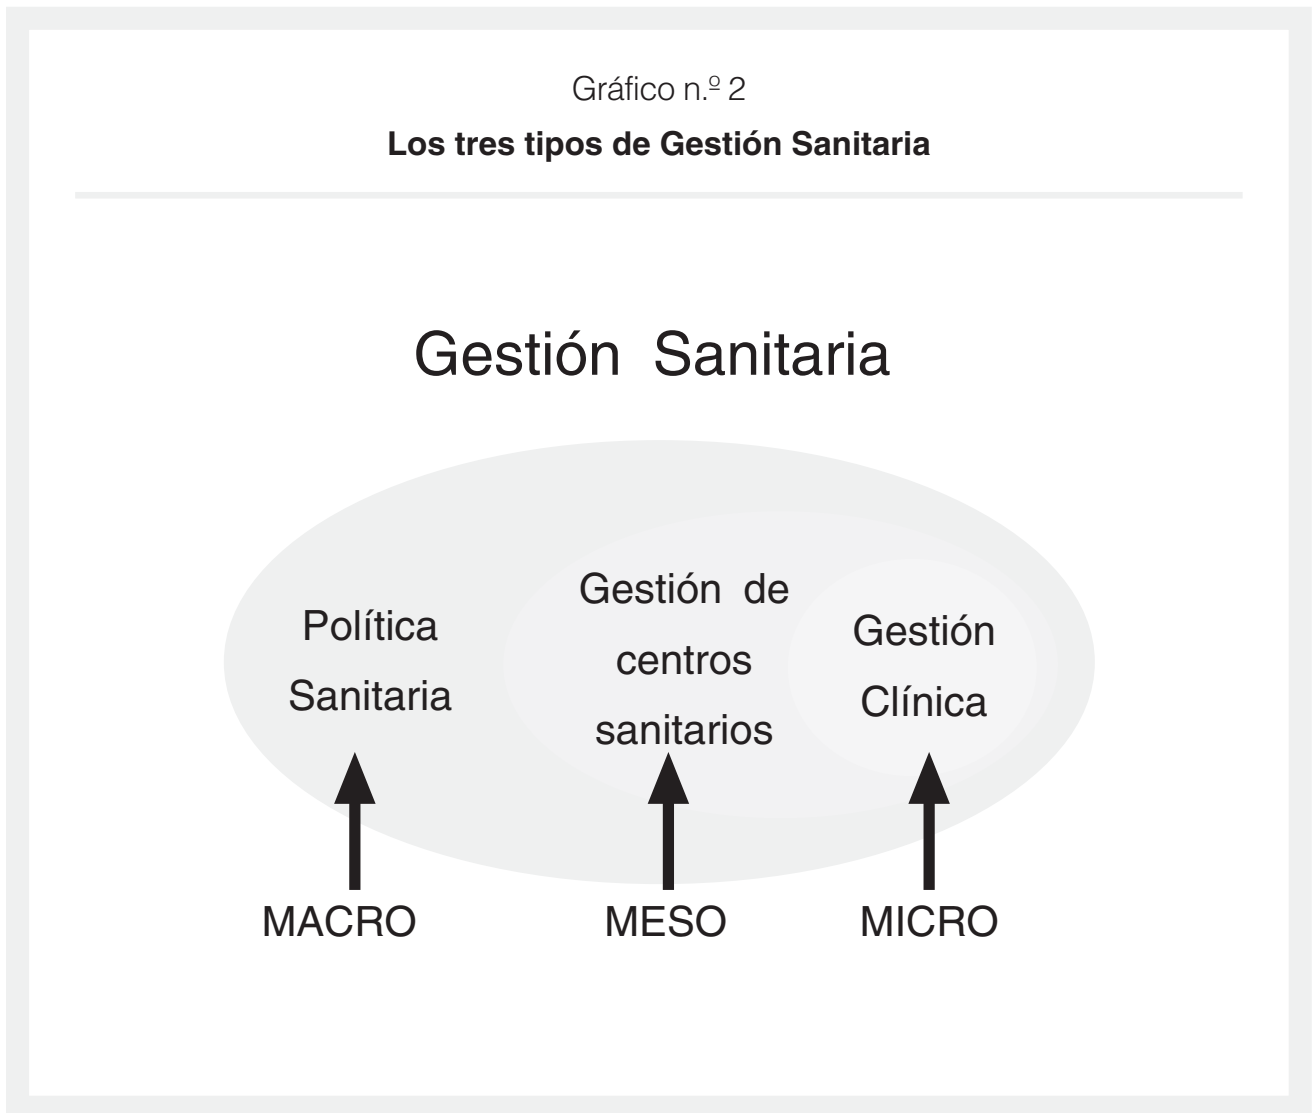 Gráfico n.º 2
Los tres tipos de Gestión Sanitaria
Gestión Sanitaria
Política
Sanitaria
Gestión de
centros
sanitarios
Gestión
Clínica
MACRO
MESO
MICRO